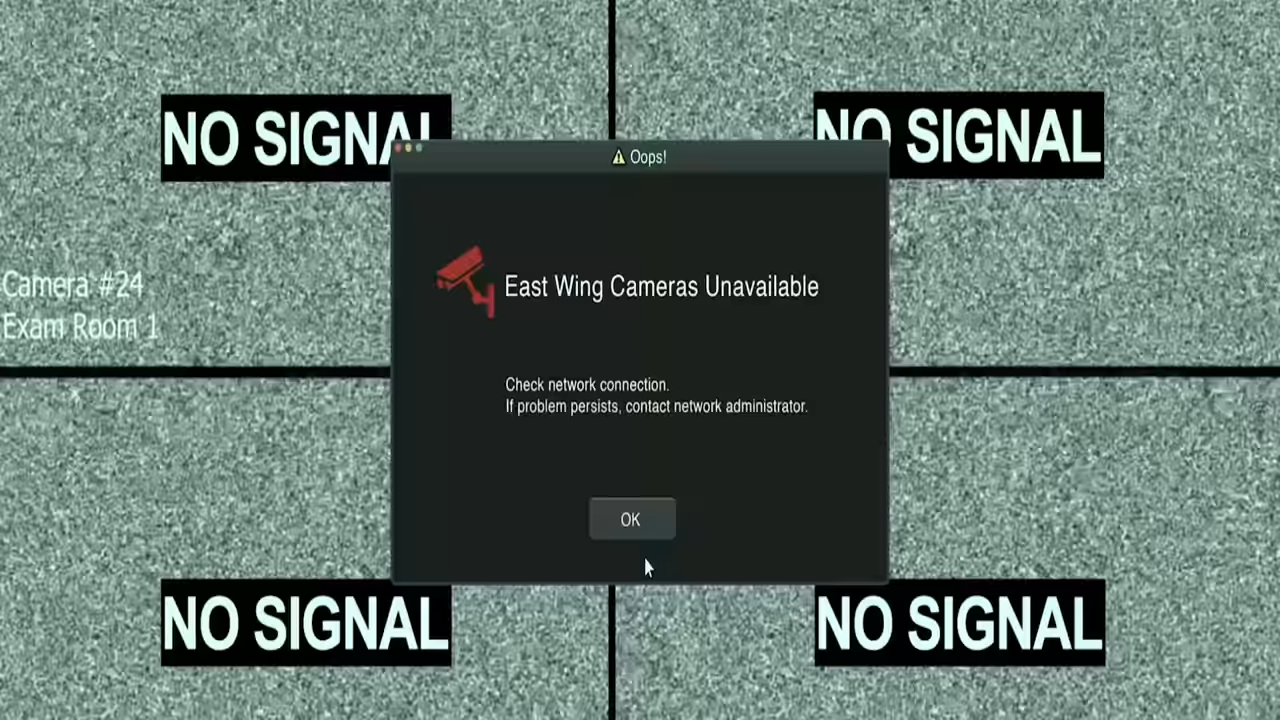 NO SIGNAL
NO SIGNAL
Oops!
Camera #24
Exam Room 1
East Wing Cameras Unavailable
Check network connection.
If problem persists, contact network administrator.
OK
NO SIGNAL
NO SIGNAL